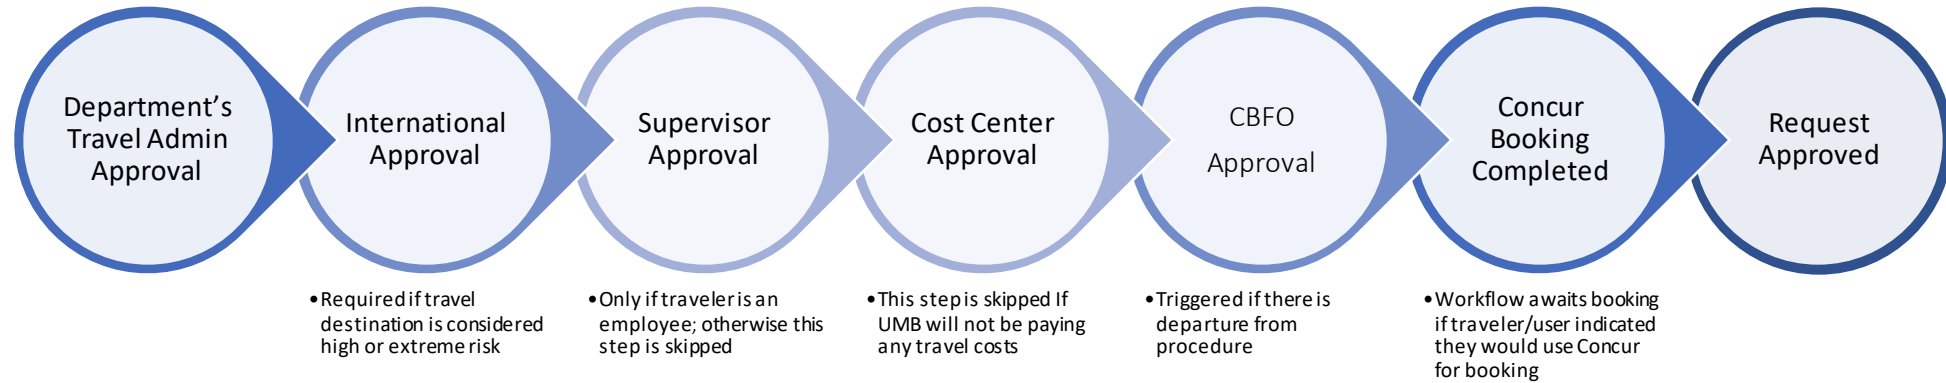 Department's
Travel Admin
Approval
International
Approval
•Required if travel
destination is considered
high or extreme risk
Supervisor
Approval
•Only if traveler is an
employee; otherwise this
step is skipped
Cost Center
Approval
•This step is skipped If
UMB will not be paying
any travel costs
CBFO
Approval
•Triggered if there is
departure from
procedure
Concur
Booking
Completed
•Workflow awaits booking
if traveler/user indicated
they would use Concur
for booking
Request
Approved